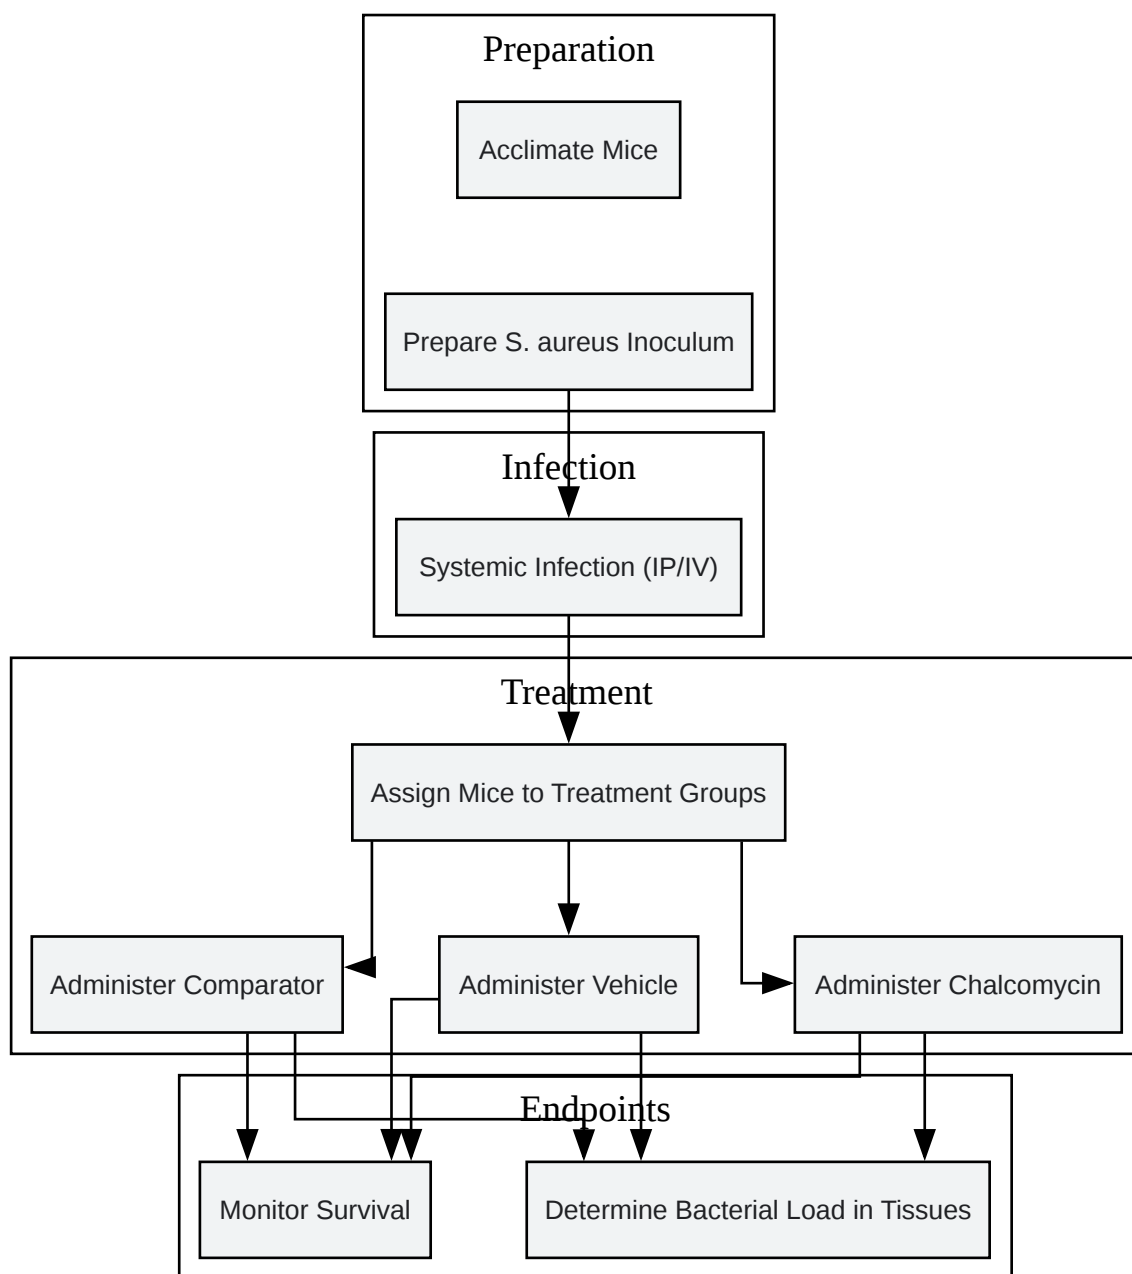 Preparation
Acclimate Mice
Prepare S. aureus Inoculum
Infection
Systemic Infection (IP/IV)
Treatment
Assign Mice to Treatment Groups
Administer Comparator
Administer Vehicle
Administer Chalcomycin
Endpoints
Monitor Survival
Determine Bacterial Load in Tissues